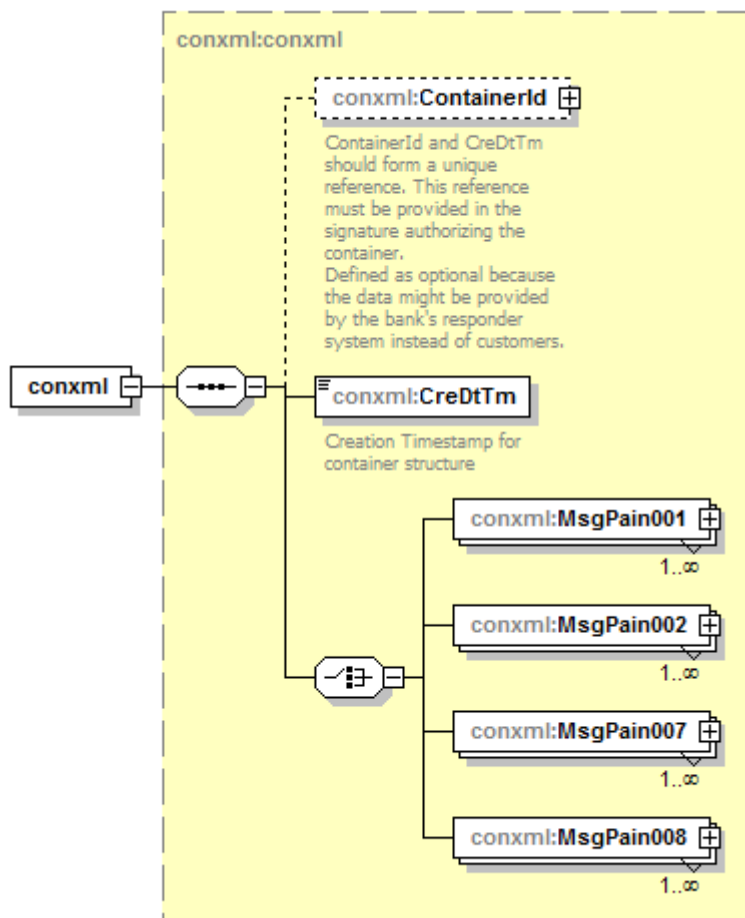 conxml:conxml
conxml:ContainerId
ContainerId and CreDtTm
should form a unique
reference. This reference
must be provided in the
signature authorizing the
container.
Defined as optional because
the data might be provided
by the bank's responder
system instead of customers.
conxml
conxml:CreDtTm
Creation Timestamp for
container structure
conxml:MsgPain001
1..∞
conxml:MsgPain002
1..∞
conxml:MsgPain007
1..∞
conxml:MsgPain008
1..∞